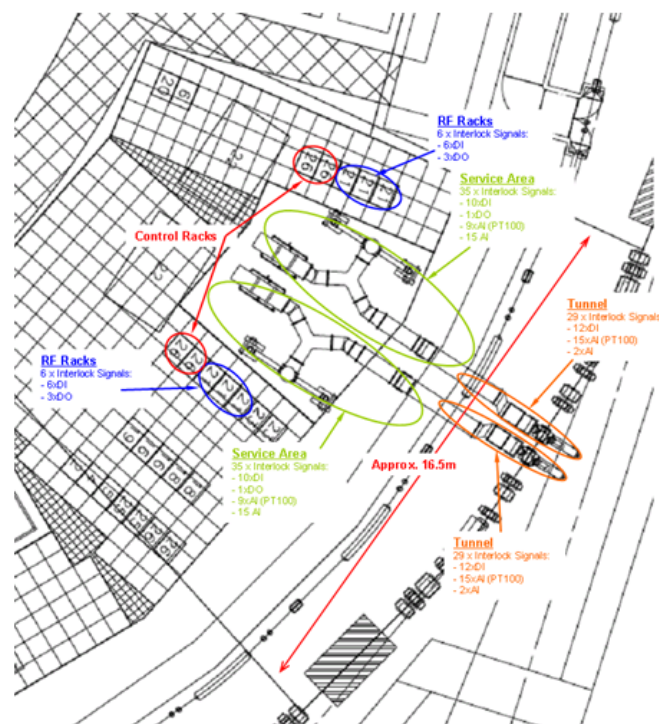 RF Racks
6 x Interlock Signals:
- 6xDI
- 3xDO
Service Area
35 x Interlock Signals:
- 10xDI
- 1xDO
- 9xAI (PT100)
- 15 AI
Control Racks
Tunnel
29 x Interlock Signals:
- 12xDI
- 15xAI (PT100)
- 2xAI
RF Racks
6 x Interlock Signals:
- 6xDI
- 3xDO
Service Area
35 x Interlock Signals:
- 10xDI
- 1xDO
- 9xAI (PT100)
- 15 AI
Approx. 16.5m
Tunnel
29 x Interlock Signals:
- 12xDI
- 15xAI (PT100)
- 2xAI